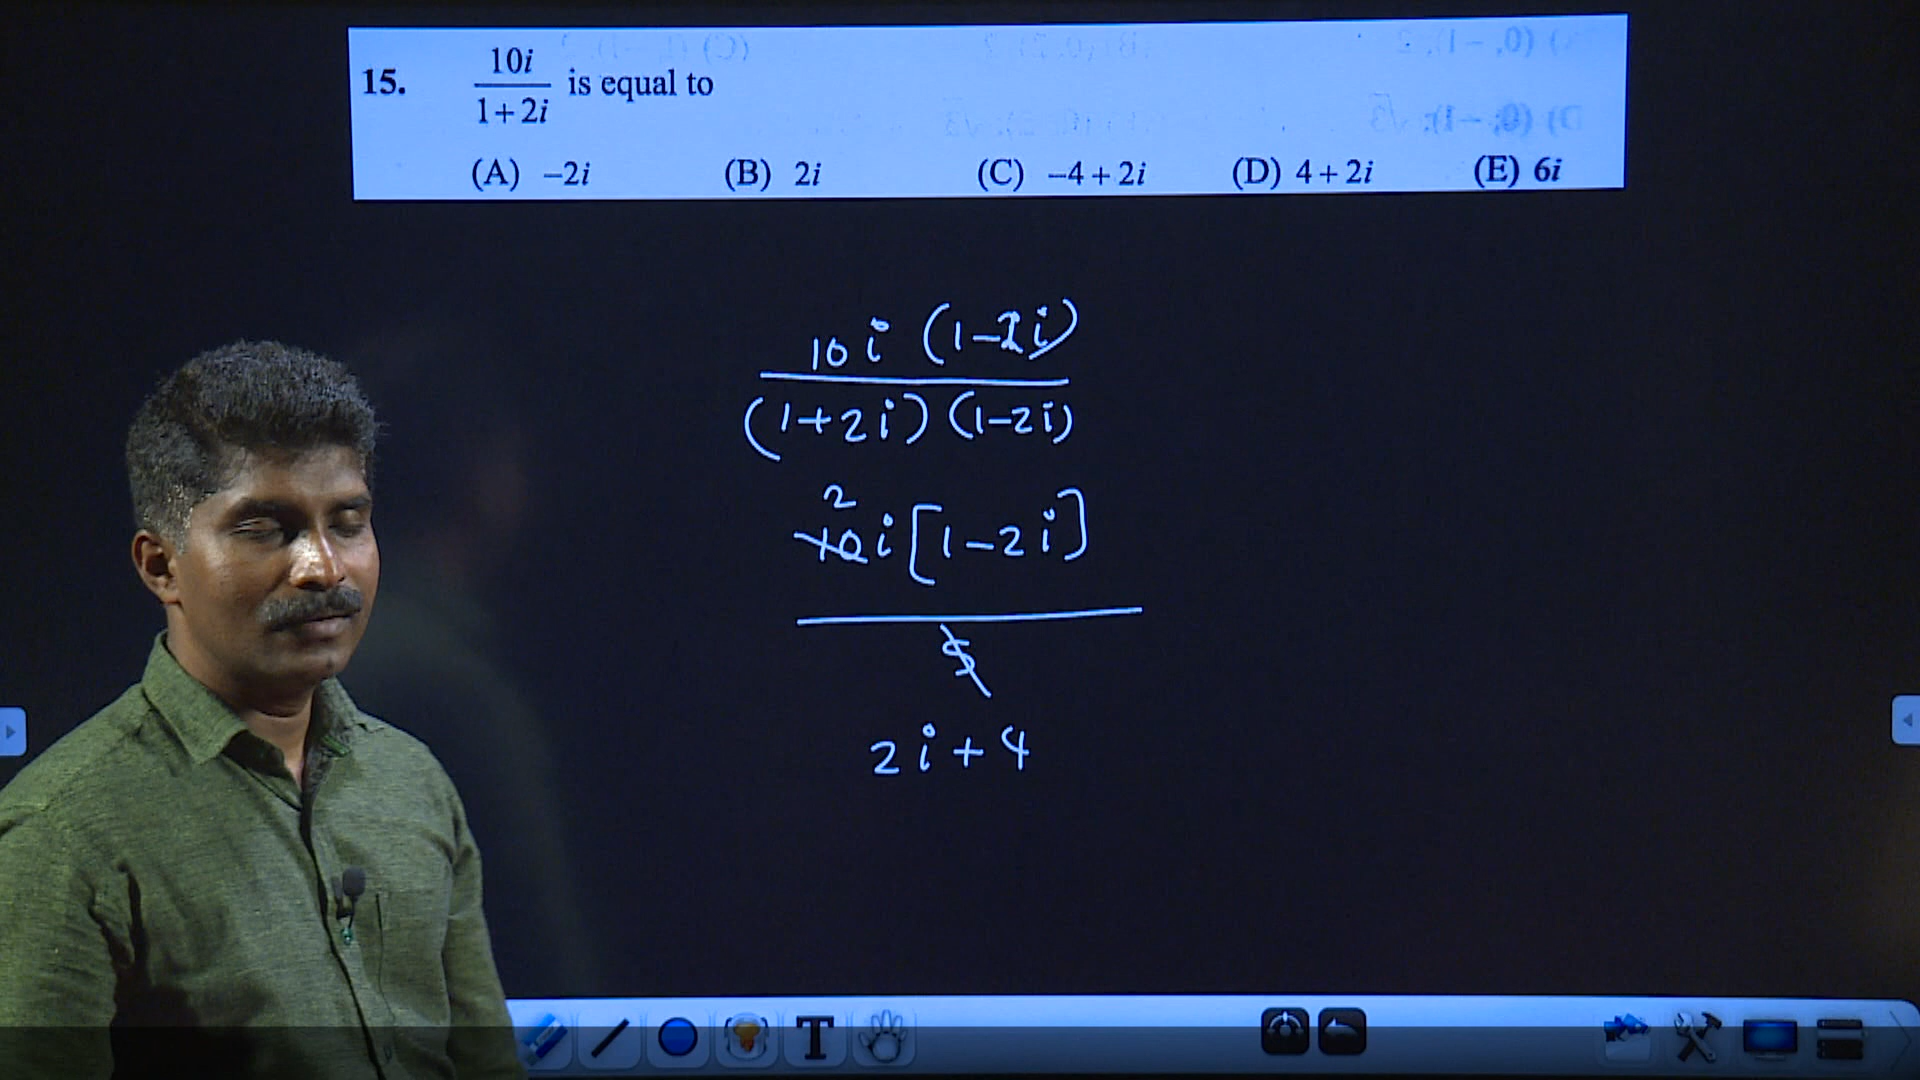 15. 10i
1+2i is equal to
(A) –2i (B) 2i (C) –4+2i (D) 4+2i (E) 6i
10i (1-2i)
(1+2i) (1-2i)
2
10i [1-2i]
5
2i+4
T